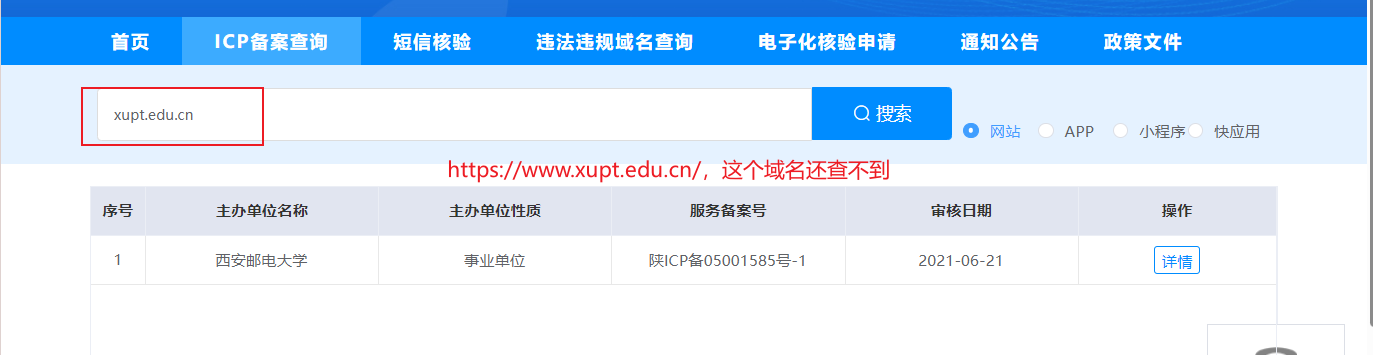 首页 ICP备案查询 短信核验 违法违规域名查询 电子化核验申请 通知公告 政策文件
xupt.edu.cn 搜索 网站 APP 小程序 快应用
https://www.xupt.edu.cn/，这个域名还查不到
序号 主办单位名称 主办单位性质 服务备案号 审核日期 操作
1 西安邮电大学 事业单位 陕ICP备05001585号-1 2021-06-21 详情